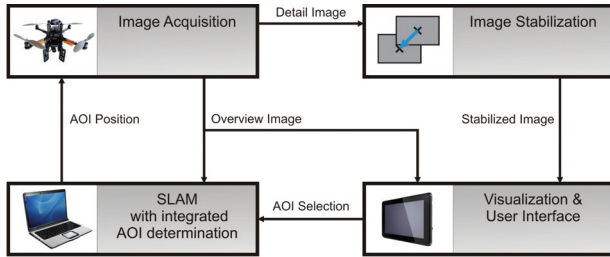 Image Acquisition
Detail Image
Image Stabilization
AOI Position
Overview Image
Stabilized Image
SLAM
with integrated
AOI determination
AOI Selection
Visualization &
User Interface